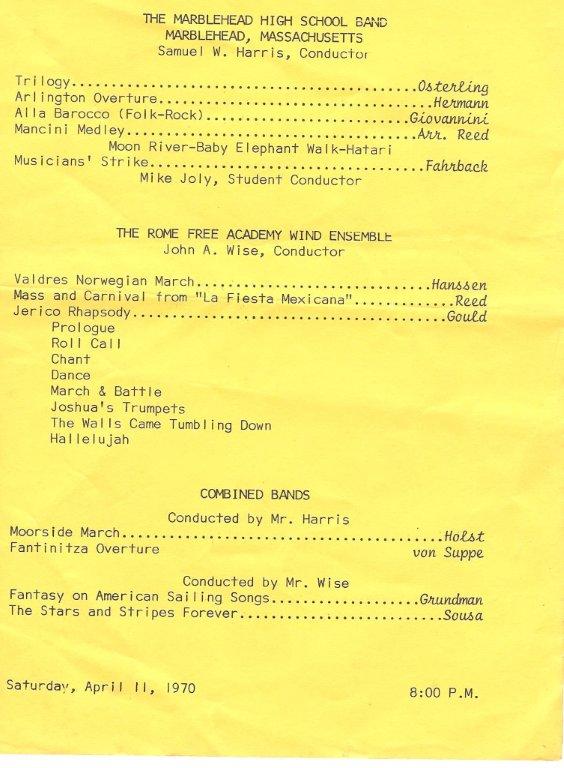 THE MARBLEHEAD HIGH SCHOOL BAND
MARBLEHEAD, MASSACHUSETTS
Samuel W. Harris, Conductor
Trilogy..........................................Osterling
Arlington Overture.................................Hermann
Alla Barocco (Folk-Rock)........................Giovannini
Mancini Medley...................................Arr. Reed
Moon River-Baby Elephant Walk-Hatari
Musicians' Strike.................................Fahrback
Mike Joly, Student Conductor
THE ROME FREE ACADEMY WIND ENSEMBLE
John A. Wise, Conductor
Valdres Norwegian March............................Hanssen
Mass and Carnival from "La Fiesta Mexicana"............Reed
Jerico Rhapsody......................................Gould
Prologue
Roll Call
Chant
Dance
March & Battle
Joshua's Trumpets
The Walls Came Tumbling Down
Hallelujah
COMBINED BANDS
Conducted by Mr. Harris
Moorside March.......................................Holst
Fantinitza Overture von Suppe
Conducted by Mr. Wise
Fantasy on American Sailing Songs..................Grundman
The Stars and Stripes Forever.........................Sousa
Saturday, April 11, 1970 8:00 P.M.